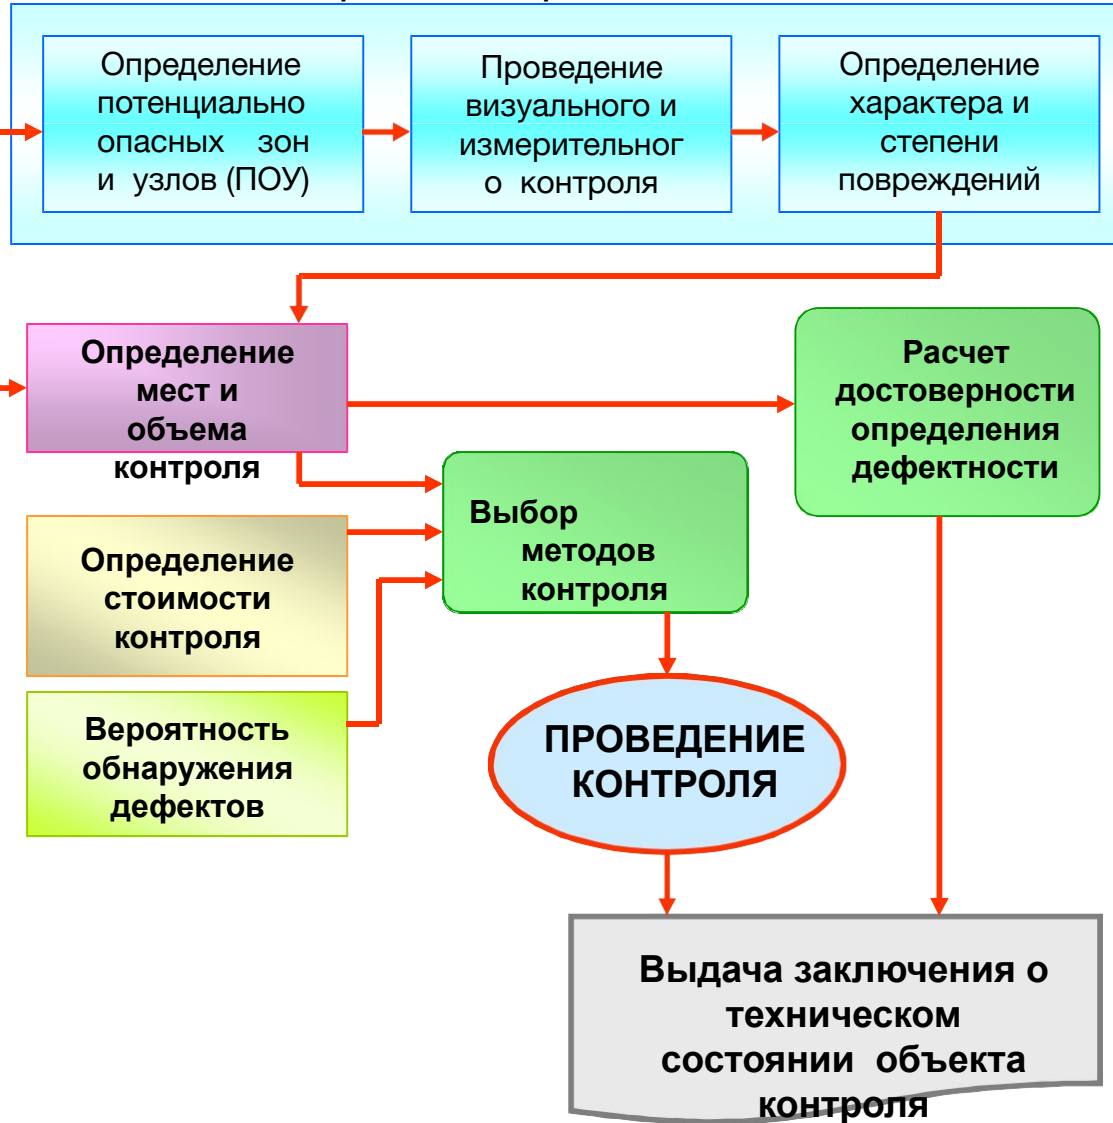 Определение
потенциально
опасных зон
и узлов (ПОУ)
Проведение
визуального и
измерительног
о контроля
Определение
характера и
степени
повреждений
Определение
мест и
объема
контроля
Расчет
достоверности
определения
дефектности
Выбор
методов
контроля
Определение
стоимости
контроля
Вероятность
обнаружения
дефектов
ПРОВЕДЕНИЕ
КОНТРОЛЯ
Выдача заключения о
техническом
состоянии объекта
контроля